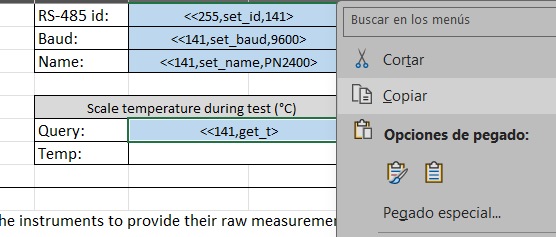 RS-485 id: <<255,set_id,141>
Baud: <<141,set_baud,9600>
Name: <<141,set_name,PN2400>
Scale temperature during test (°C)
Query: <<141,get_t>
Temp:
he instruments to provide their raw measuremen
Buscar en los menús
Cortar
Copiar
Opciones de pegado:
Pegado especial...